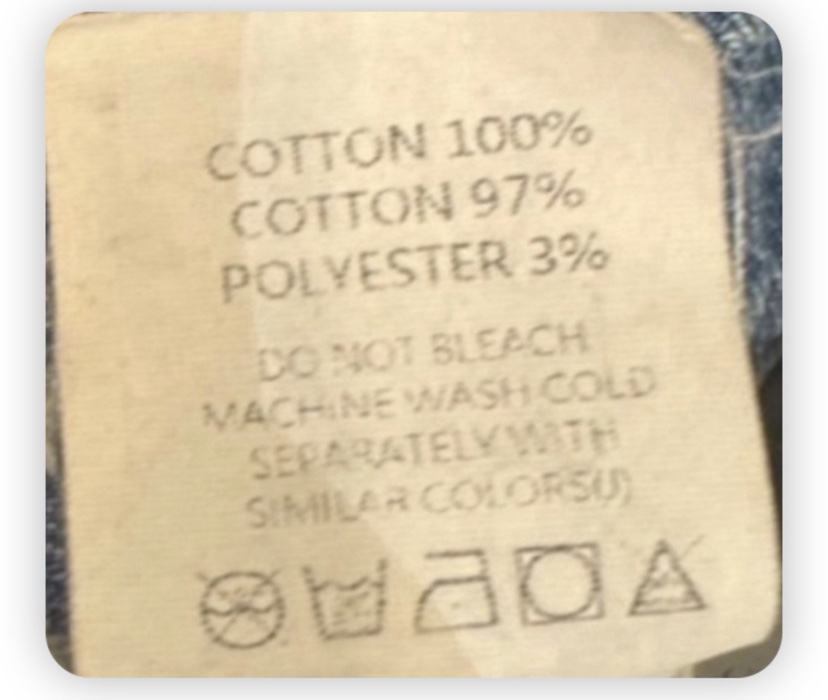 COTTON 100%
COTTON 97%
POLYESTER 3%
DO NOT BLEACH
MACHINE WASH COLD
SEPARATELY WITH
SIMILAR COLORS(J)